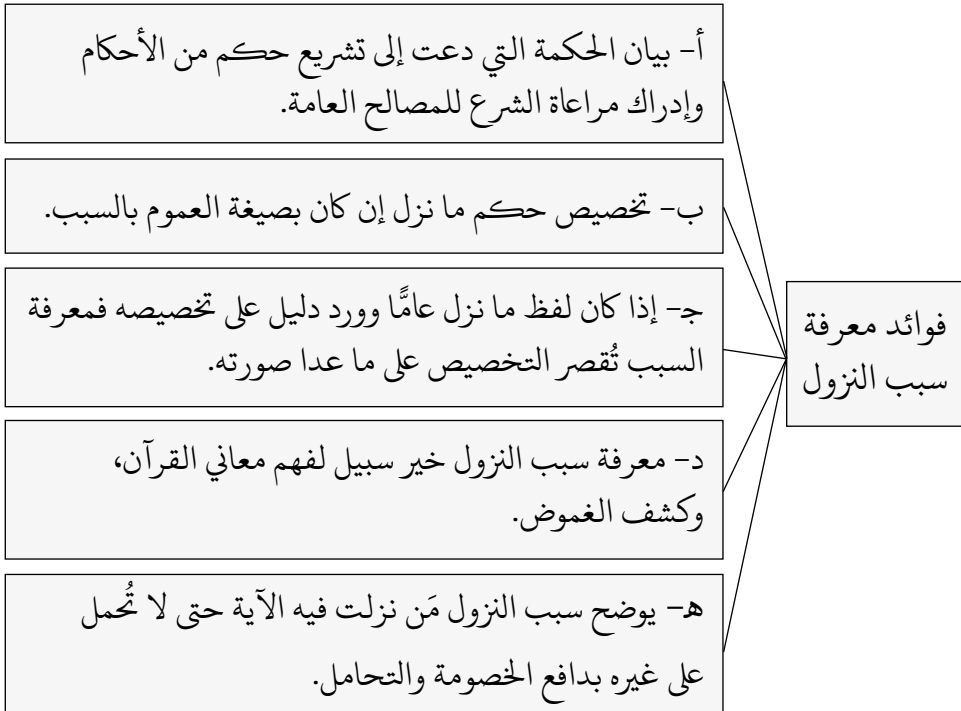 فوائد معرفة
سبب النزول
أ- بيان الحكمة التي دعت إلى تشريع حكم من الأحكام
وإدراك مراعاة الشرع للمصالح العامة.
ب- تخصيص حكم ما نزل إن كان بصيغة العموم بالسبب.
جـ- إذا كان لفظ ما نزل عامًّا وورد دليل على تخصيصه فمعرفة
السبب تُقصر التخصيص على ما عدا صورته.
د- معرفة سبب النزول خير سبيل لفهم معاني القرآن،
وكشف الغموض.
هـ- يوضح سبب النزول مَن نزلت فيه الآية حتى لا تُحمل
على غيره بدافع الخصومة والتحامل.